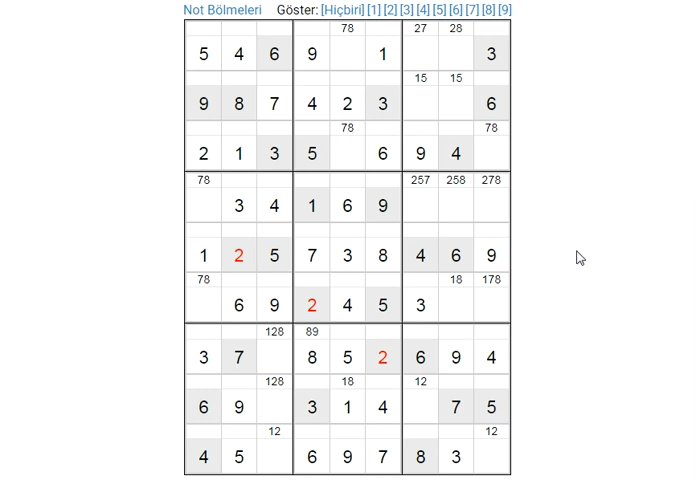 Not Bölmeleri Göster: [Hiçbiri] [1] [2] [3] [4] [5] [6] [7] [8] [9]
78 27 28
5 4 6 9 1 3
15 15
9 8 7 4 2 3 6
78 78
2 1 3 5 6 9 4
78 257 258 278
3 4 1 6 9
1 2 5 7 3 8 4 6 9
78 18 178
6 9 2 4 5 3
128 89
3 7 8 5 2 6 9 4
128 18 12
6 9 3 1 4 7 5
12 12
4 5 6 9 7 8 3